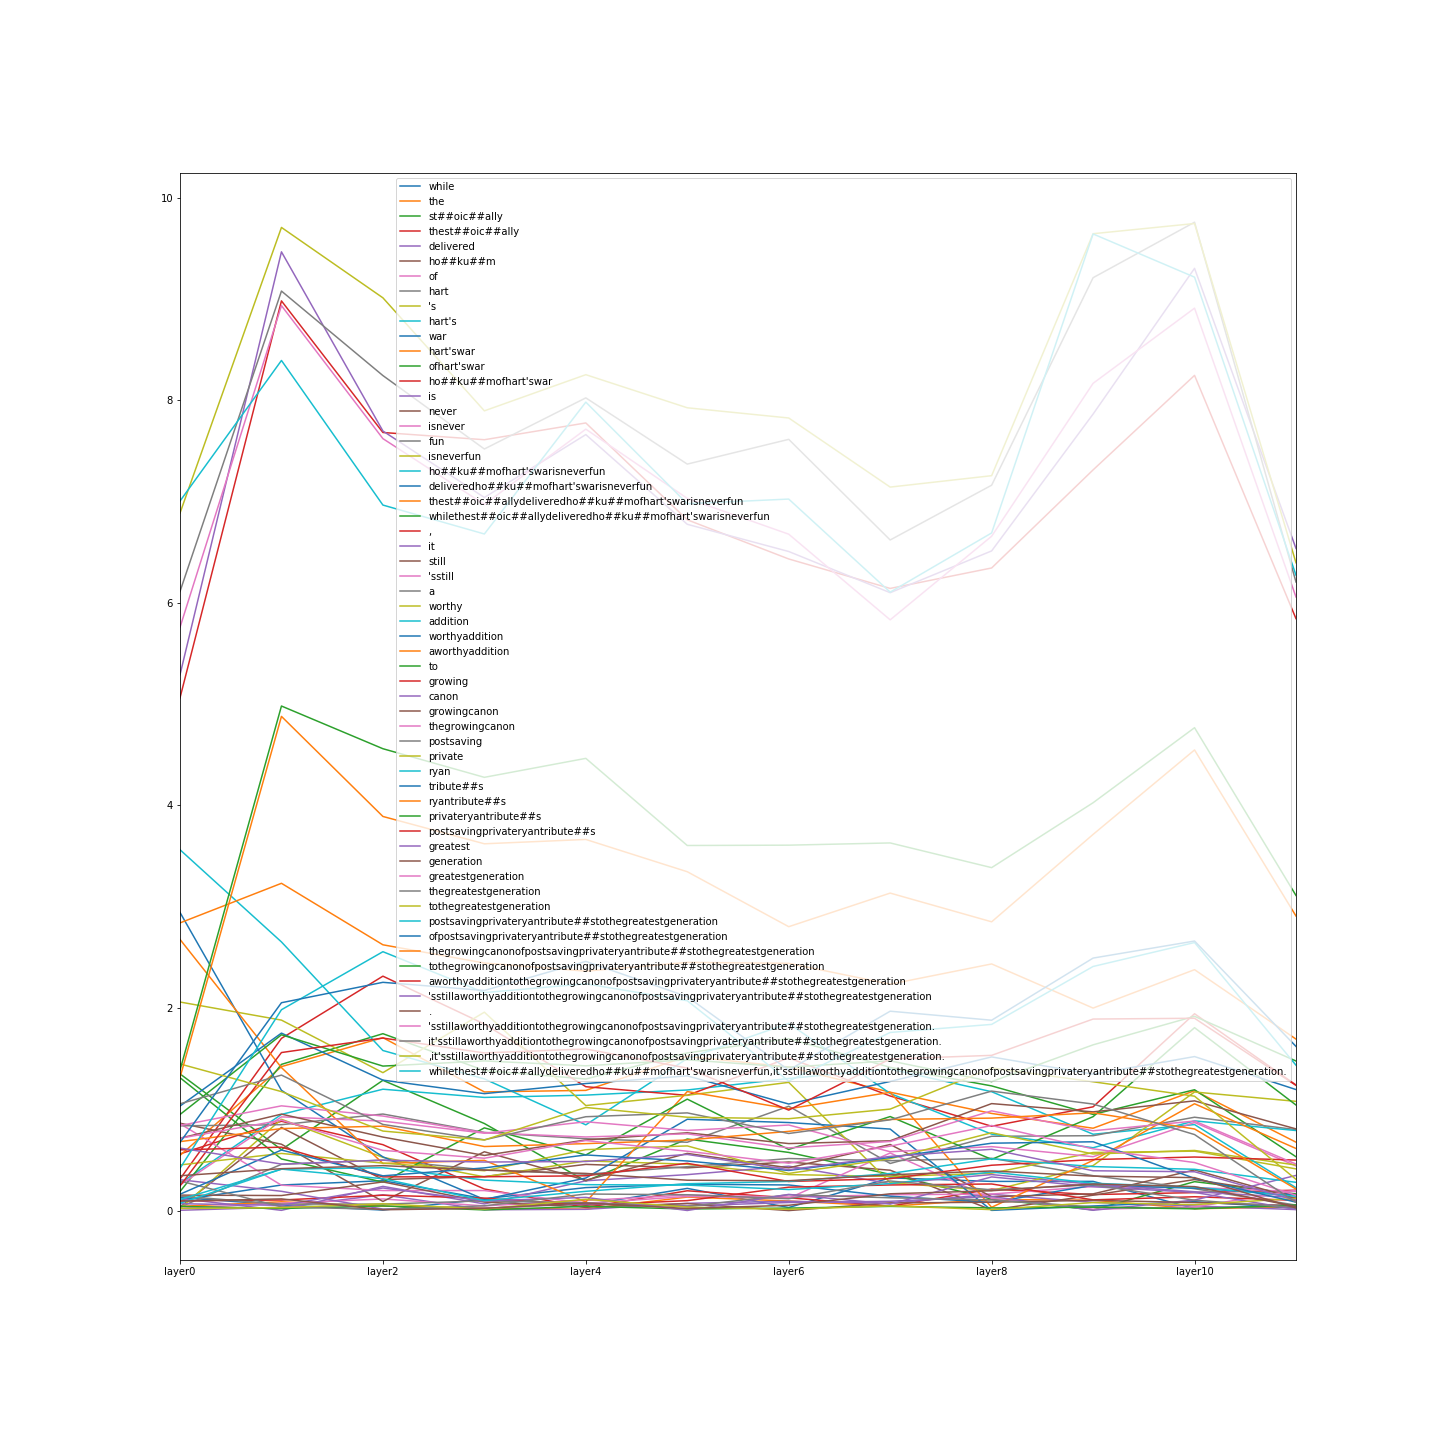 10
8
6
4
2
0
layer0
layer2
layer4
layer6
layer8
layer10
while
the
st##oic##ally
thest##oic##ally
delivered
ho##ku##m
of
hart
's
hart's
war
hart'swar
ofhart'swar
ho##ku##mofhart'swar
is
never
isnever
fun
isneverfun
ho##ku##mofhart'swarisneverfun
deliveredho##ku##mofhart'swarisneverfun
thest##oic##allydeliveredho##ku##mofhart'swarisneverfun
whilethest##oic##allydeliveredho##ku##mofhart'swarisneverfun
,
it
still
'sstill
a
worthy
addition
worthyaddition
aworthyaddition
to
growing
canon
growingcanon
thegrowingcanon
postsaving
private
ryan
tribute##s
ryantribute##s
privateryantribute##s
postsavingprivateryantribute##s
greatest
generation
greatestgeneration
thegreatestgeneration
tothegreatestgeneration
postsavingprivateryantribute##stothegreatestgeneration
ofpostsavingprivateryantribute##stothegreatestgeneration
thegrowingcanonofpostsavingprivateryantribute##stothegreatestgeneration
tothegrowingcanonofpostsavingprivateryantribute##stothegreatestgeneration
aworthyadditiontothegrowingcanonofpostsavingprivateryantribute##stothegreatestgeneration
'sstillaworthyadditiontothegrowingcanonofpostsavingprivateryantribute##stothegreatestgeneration
.
'sstillaworthyadditiontothegrowingcanonofpostsavingprivateryantribute##stothegreatestgeneration.
it'sstillaworthyadditiontothegrowingcanonofpostsavingprivateryantribute##stothegreatestgeneration.
,it'sstillaworthyadditiontothegrowingcanonofpostsavingprivateryantribute##stothegreatestgeneration.
whilethest##oic##allydeliveredho##ku##mofhart'swarisneverfun,it'sstillaworthyadditiontothegrowingcanonofpostsavingprivateryantribute##stothegreatestgeneration.